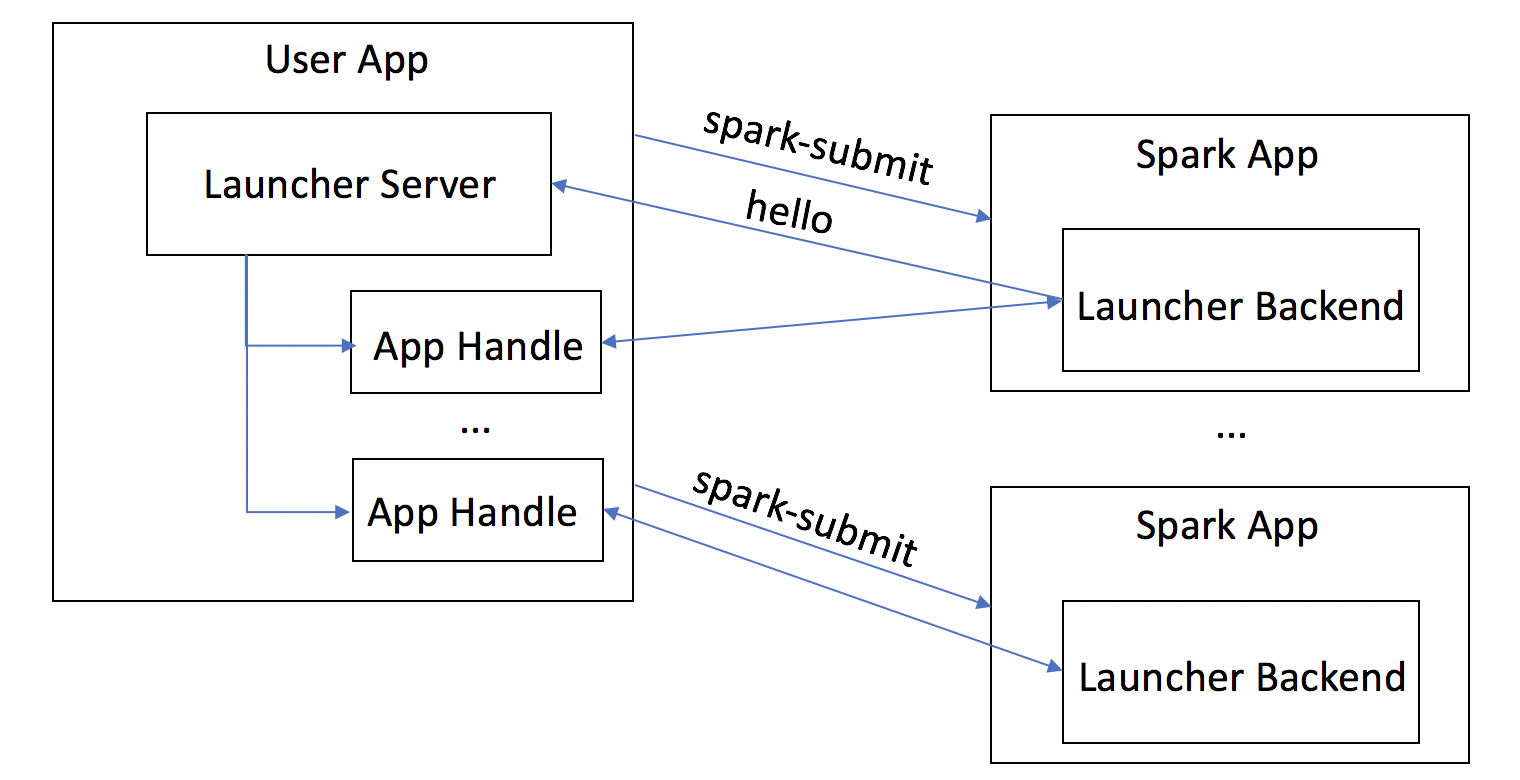 User App
Launcher Server
App Handle
...
App Handle
spark-submit
hello
spark-submit
Spark App
Launcher Backend
...
Spark App
Launcher Backend